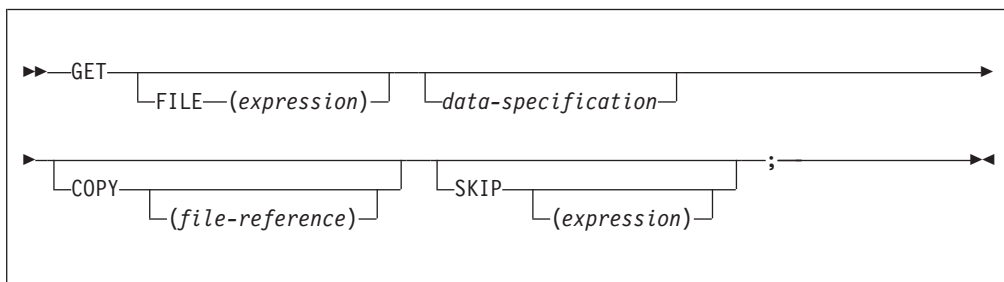 GET
FILE (expression) data-specification
; 
COPY SKIP
(file-reference) (expression)